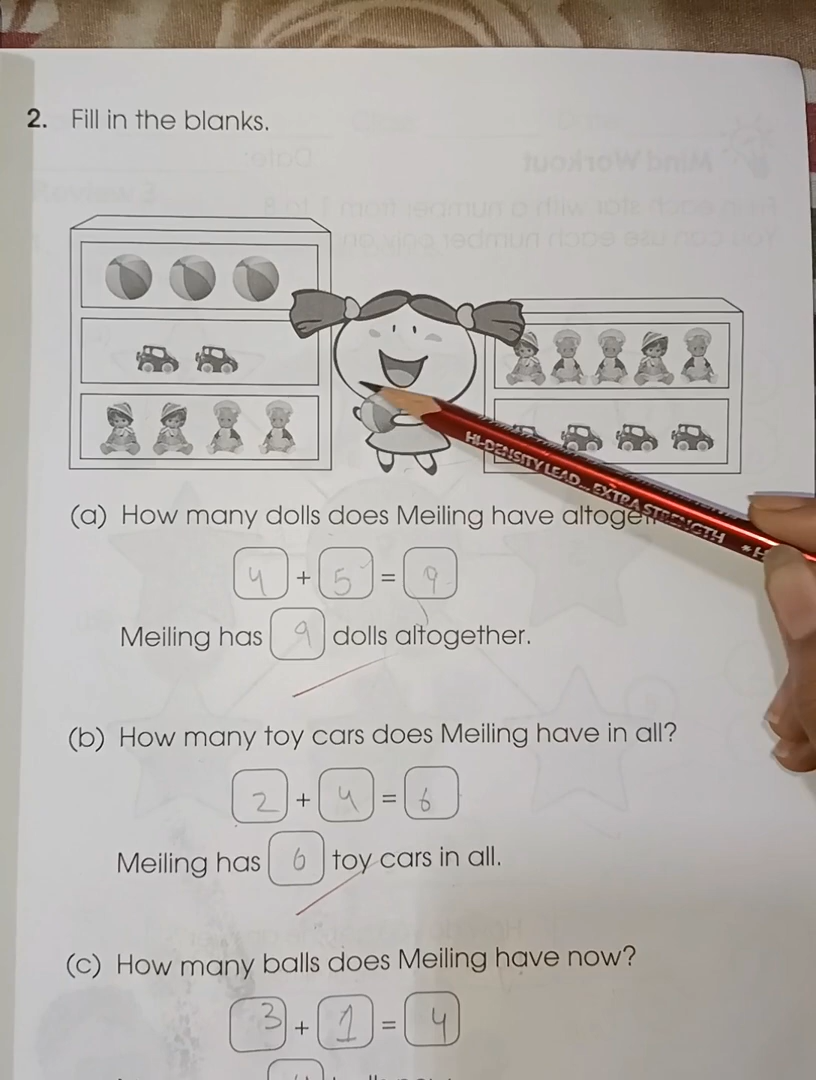 2. Fill in the blanks.
HI-DENSITY LEAD... EXTRA STRENGTH *H
(a) How many dolls does Meiling have
4 + 5 = 9
Meiling has 9 dolls altogether.
(b) How many toy cars does Meiling have in all?
2 + 4 = 6
Meiling has 6 toy cars in all.
(c) How many balls does Meiling have now?
3 + 1 = 4